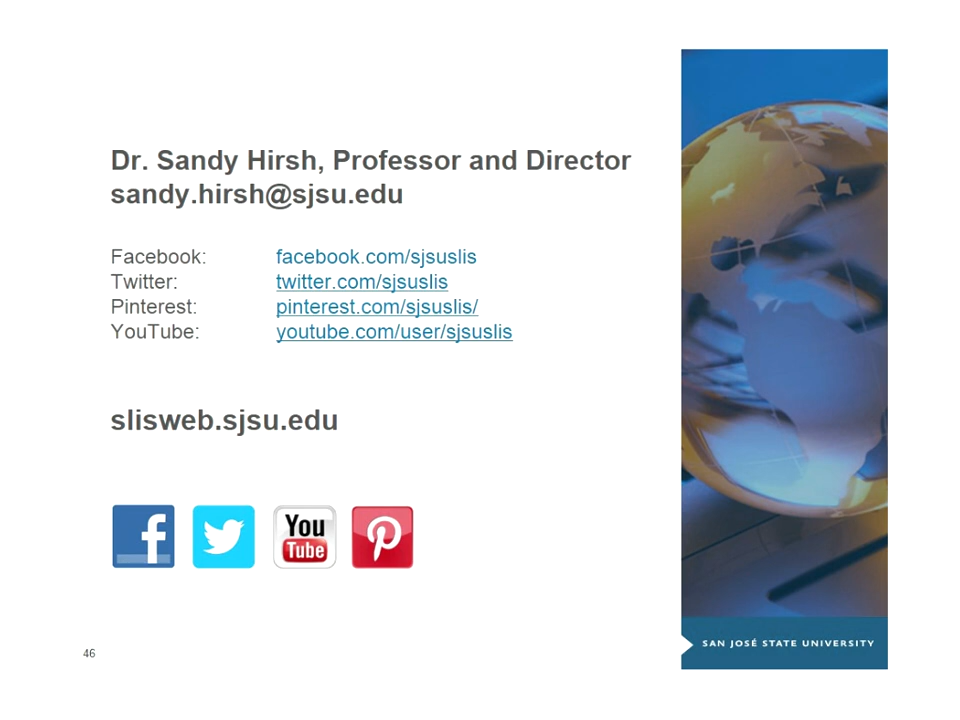 Dr. Sandy Hirsh, Professor and Director
sandy.hirsh@sjsu.edu
Facebook: facebook.com/sjsuslis
Twitter: twitter.com/sjsuslis
Pinterest: pinterest.com/sjsuslis/
YouTube: youtube.com/user/sjsuslis
slisweb.sjsu.edu
f You Tube P
46
SAN JOSÉ STATE UNIVERSITY